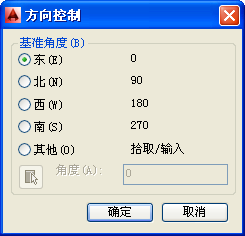 方向控制
基准角度(B)
东(E) 0
北(N) 90
西(W) 180
南(S) 270
其他(O) 拾取/输入
角度(A): 0
确定 取消